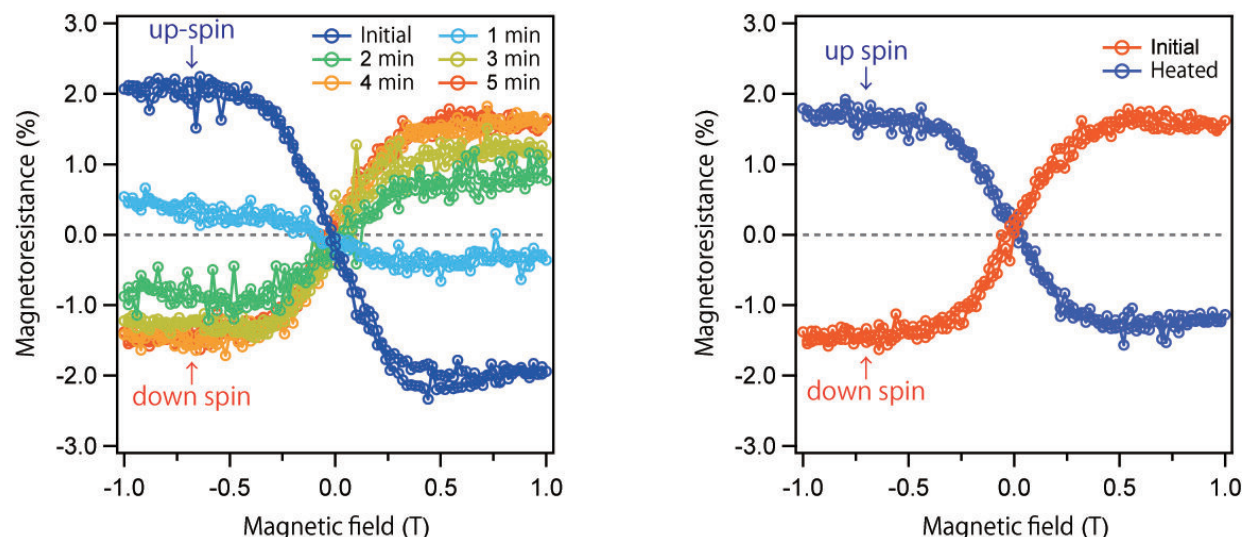 3.0
2.0
1.0
0.0
-1.0
-2.0
-3.0
Magnetoresistance (%)
up-spin
Initial
1 min
2 min
3 min
4 min
5 min
down spin
-1.0
-0.5
0.0
0.5
1.0
Magnetic field (T)
3.0
2.0
1.0
0.0
-1.0
-2.0
-3.0
Magnetoresistance (%)
up spin
Initial
Heated
down spin
-1.0
-0.5
0.0
0.5
1.0
Magnetic field (T)